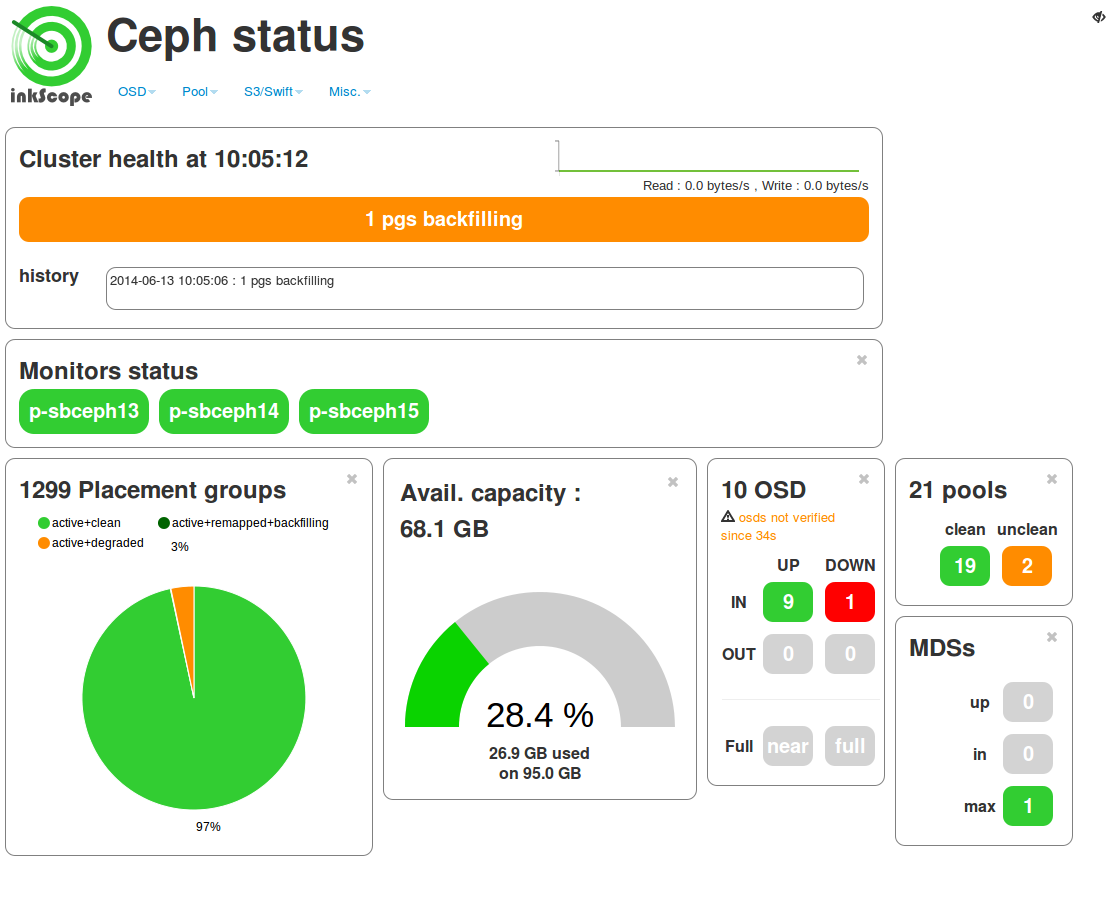 Ceph status
inkScope
OSD Pool S3/Swift Misc.
Cluster health at 10:05:12
Read : 0.0 bytes/s , Write : 0.0 bytes/s
1 pgs backfilling
history
2014-06-13 10:05:06 : 1 pgs backfilling
Monitors status
p-sbceph13 p-sbceph14 p-sbceph15
1299 Placement groups
active+clean active+remapped+backfilling
active+degraded
3%
97%
Avail. capacity :
68.1 GB
28.4 %
26.9 GB used
on 95.0 GB
10 OSD
osds not verified
since 34s
UP DOWN
IN 9 1
OUT 0 0
Full near full
21 pools
clean unclean
19 2
MDSs
up 0
in 0
max 1